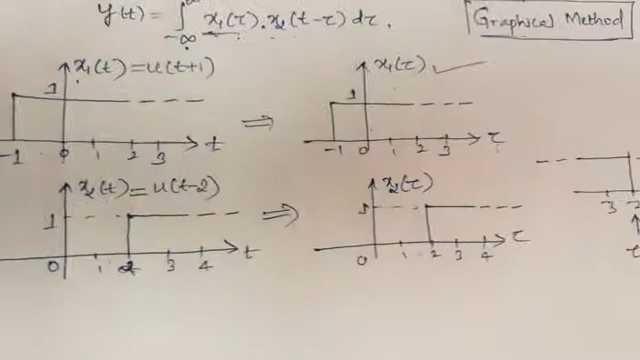 y(t) = ∫_{-∞}^{∞} x₁(τ).x₂(t-τ) dτ.
Graphical Method
x₁(t)=u(t+1)
x₁(τ) ✓
1
1
-1 0 1 2 3 t
⇒
-1 0 1 2 3 τ
x₂(t)=u(t-2)
x₂(τ)
1
1
0 1 2 3 4 t
⇒
0 1 2 3 4 τ
-3 -2